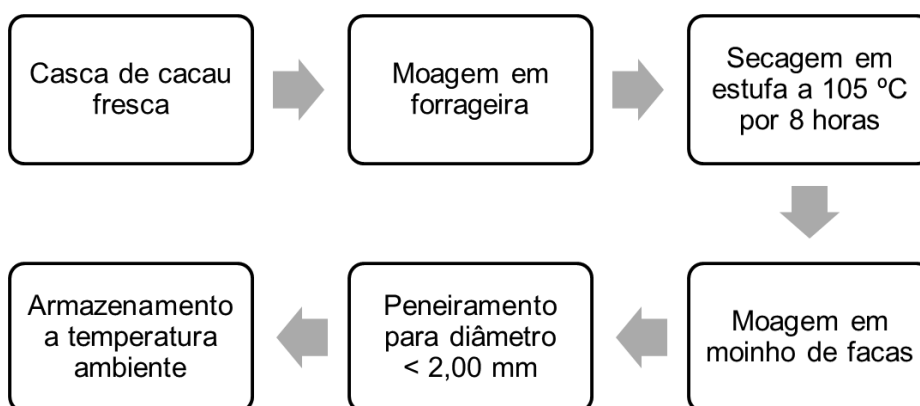 Casca de cacau
fresca
Moagem em
forrageira
Secagem em
estufa a 105 ºC
por 8 horas
Moagem em
moinho de facas
Peneiramento
para diâmetro
< 2,00 mm
Armazenamento
a temperatura
ambiente